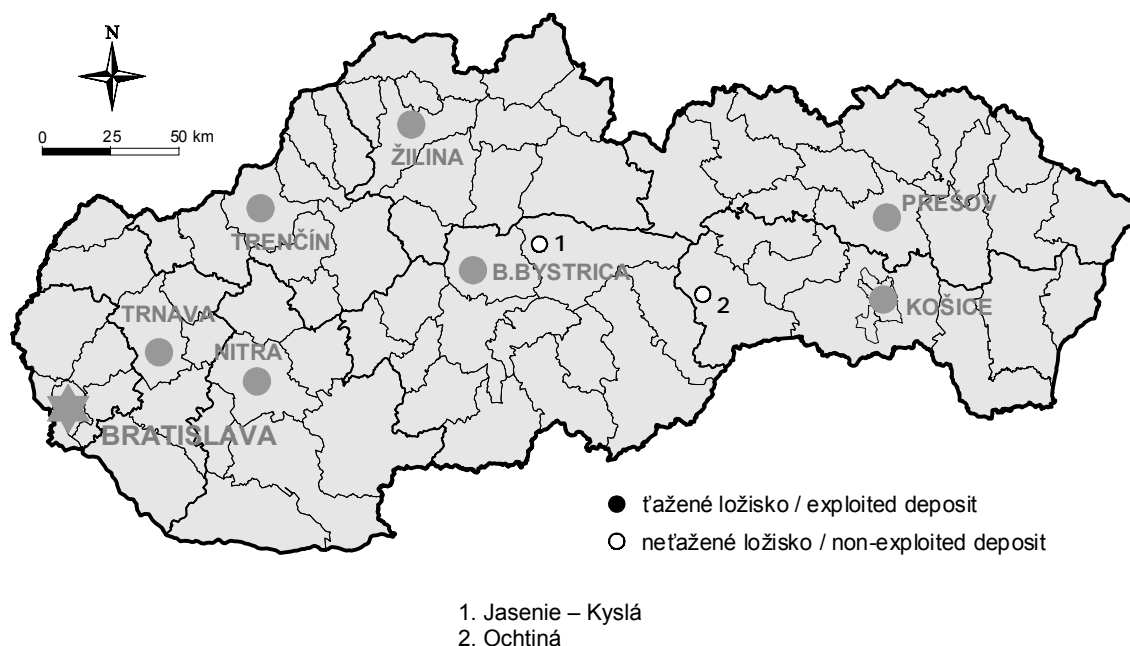 N
0 25 50 km
ŽILINA
PREŠOV
TRENČÍN
1
B.BYSTRICA
2
KOŠICE
TRNAVA
NITRA
BRATISLAVA
ťažené ložisko / exploited deposit
neťažené ložisko / non-exploited deposit
1. Jasenie – Kyslá
2. Ochtiná